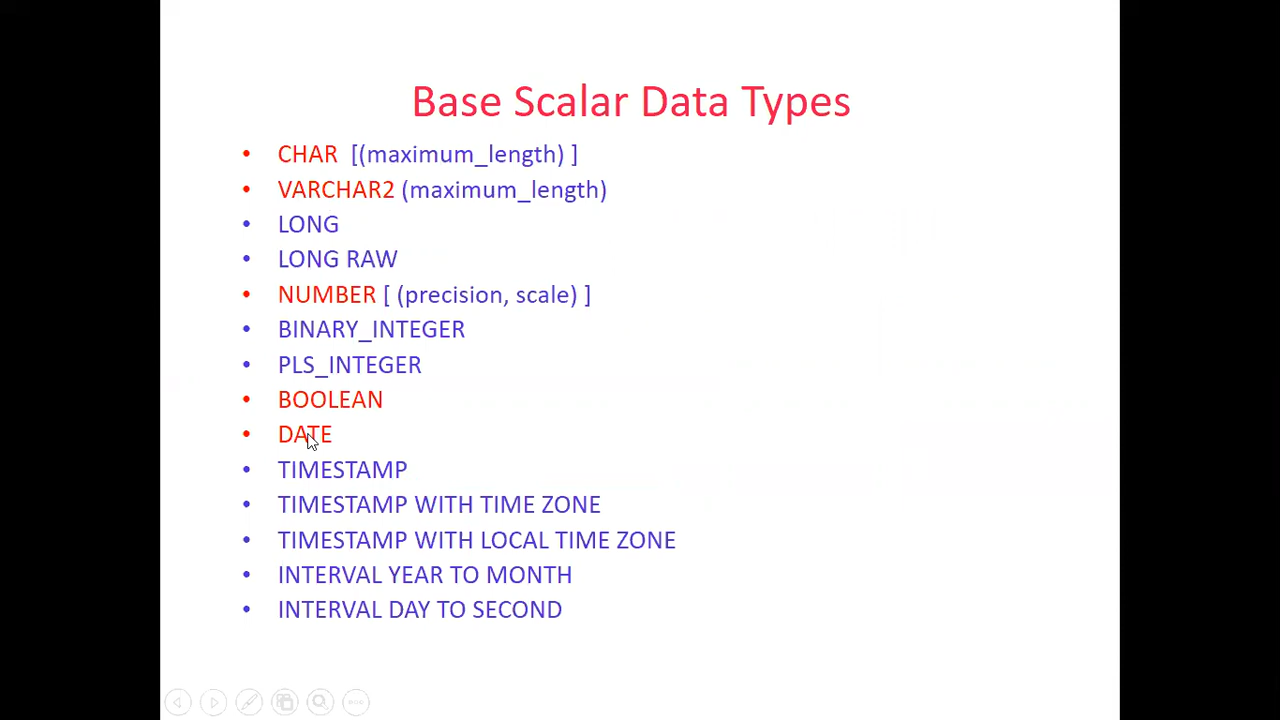 Base Scalar Data Types
• CHAR [(maximum_length) ]
• VARCHAR2 (maximum_length)
• LONG
• LONG RAW
• NUMBER [ (precision, scale) ]
• BINARY_INTEGER
• PLS_INTEGER
• BOOLEAN
• DATE
• TIMESTAMP
• TIMESTAMP WITH TIME ZONE
• TIMESTAMP WITH LOCAL TIME ZONE
• INTERVAL YEAR TO MONTH
• INTERVAL DAY TO SECOND